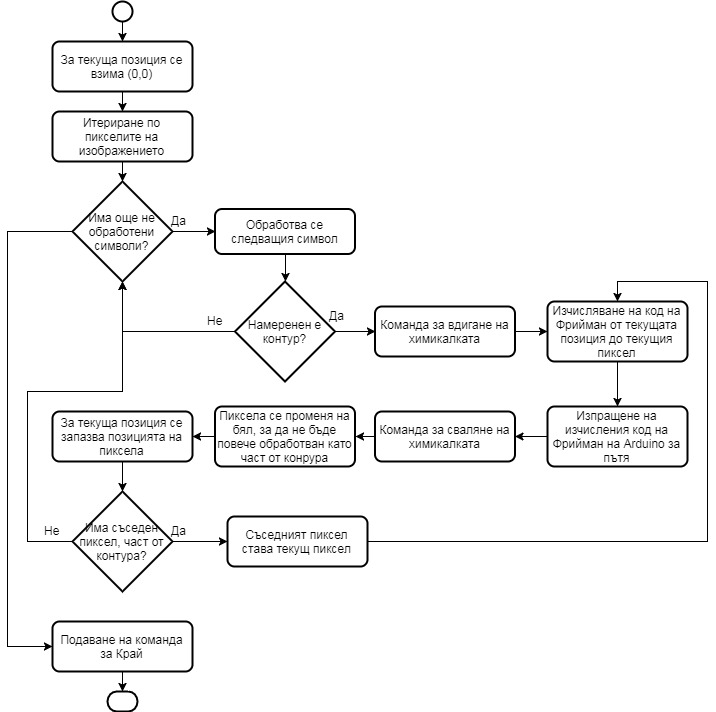 За текуща позиция се
взима (0,0)
Итериране по
пикселите на
изображението
Има още не
обработени
символи?
Да
Обработва се
следващия символ
Не
Намеренен е
контур?
Да
Команда за вдигане на
химикалката
Изчисляване на код на
Фрийман от текущата
позиция до текущия
пиксел
За текуща позиция се
запазва позицията на
пиксела
Пиксела се променя на
бял, за да не бъде
повече обработван като
част от конрура
Команда за сваляне на
химикалката
Изпращене на
изчисления код на
Фрийман на Arduino за
пътя
Не
Има съседен
пиксел, част от
контура?
Да
Съседният пиксел
става текущ пиксел
Подаване на команда
за Край